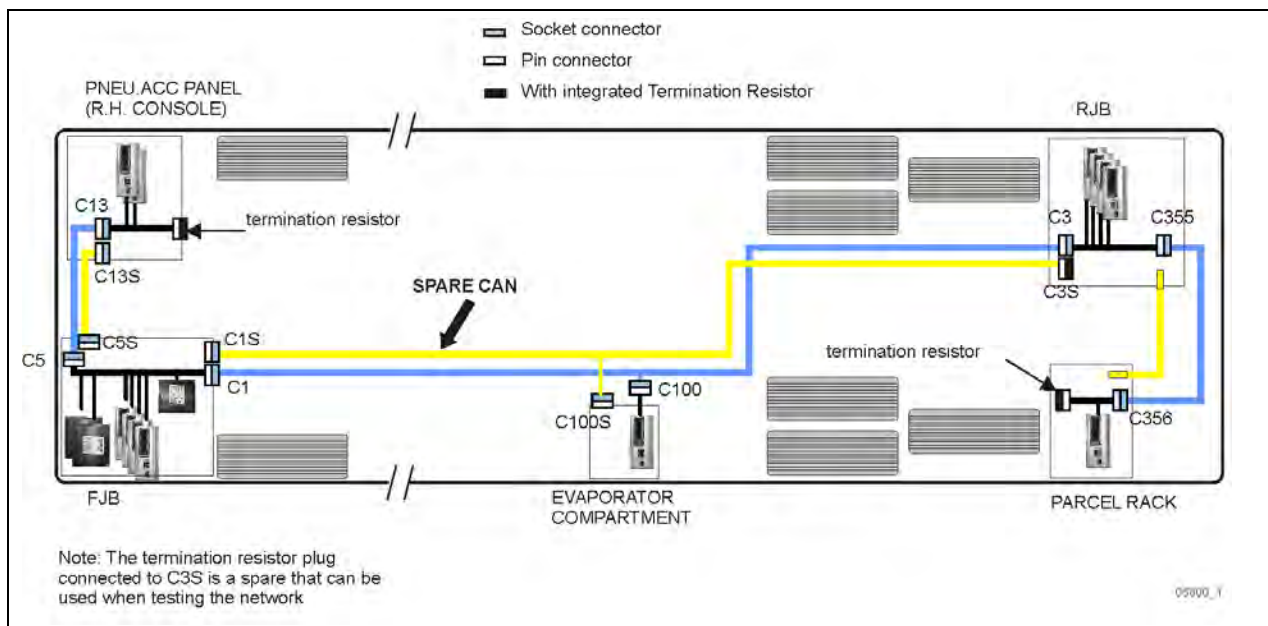 Socket connector
Pin connector
With integrated Termination Resistor
PNEU.ACC PANEL
(R.H. CONSOLE)
RJB
C13
termination resistor
C3
C355
C13S
C3S
SPARE CAN
C5S
C1S
C5
C1
termination resistor
C100
C100S
C356
FJB
EVAPORATOR
COMPARTMENT
PARCEL RACK
Note: The termination resistor plug
connected to C3S is a spare that can be
used when testing the network